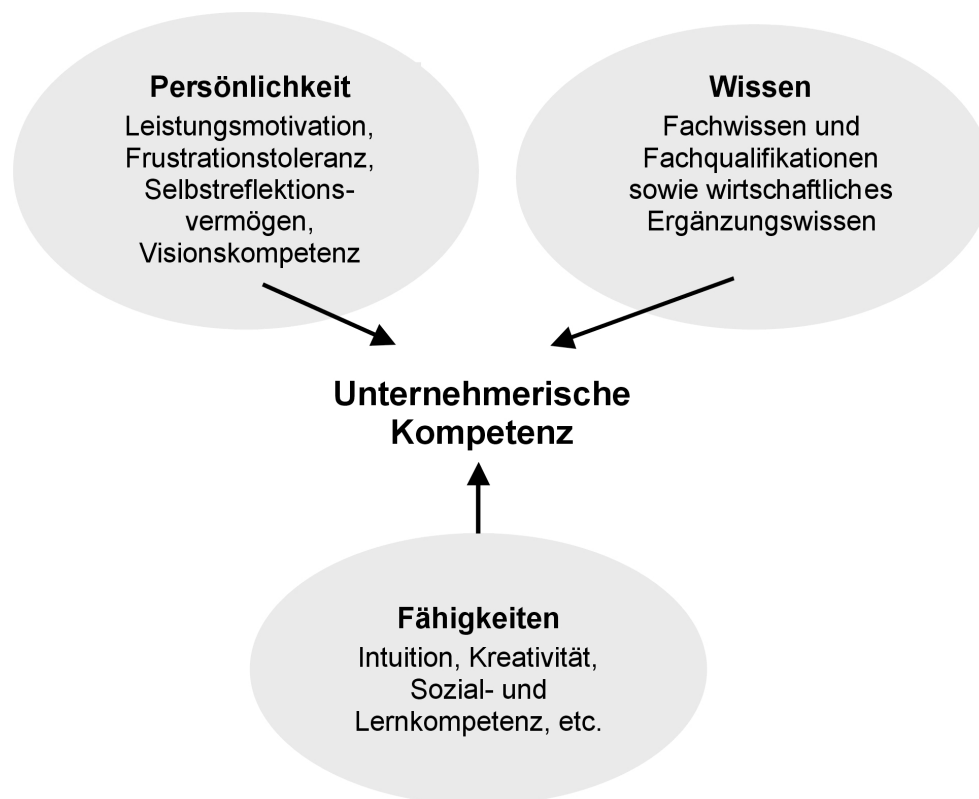 Persönlichkeit
Leistungsmotivation,
Frustrationstoleranz,
Selbstreflektions-
vermögen,
Visionskompetenz
Wissen
Fachwissen und
Fachqualifikationen
sowie wirtschaftliches
Ergänzungswissen
Unternehmerische
Kompetenz
Fähigkeiten
Intuition, Kreativität,
Sozial- und
Lernkompetenz, etc.